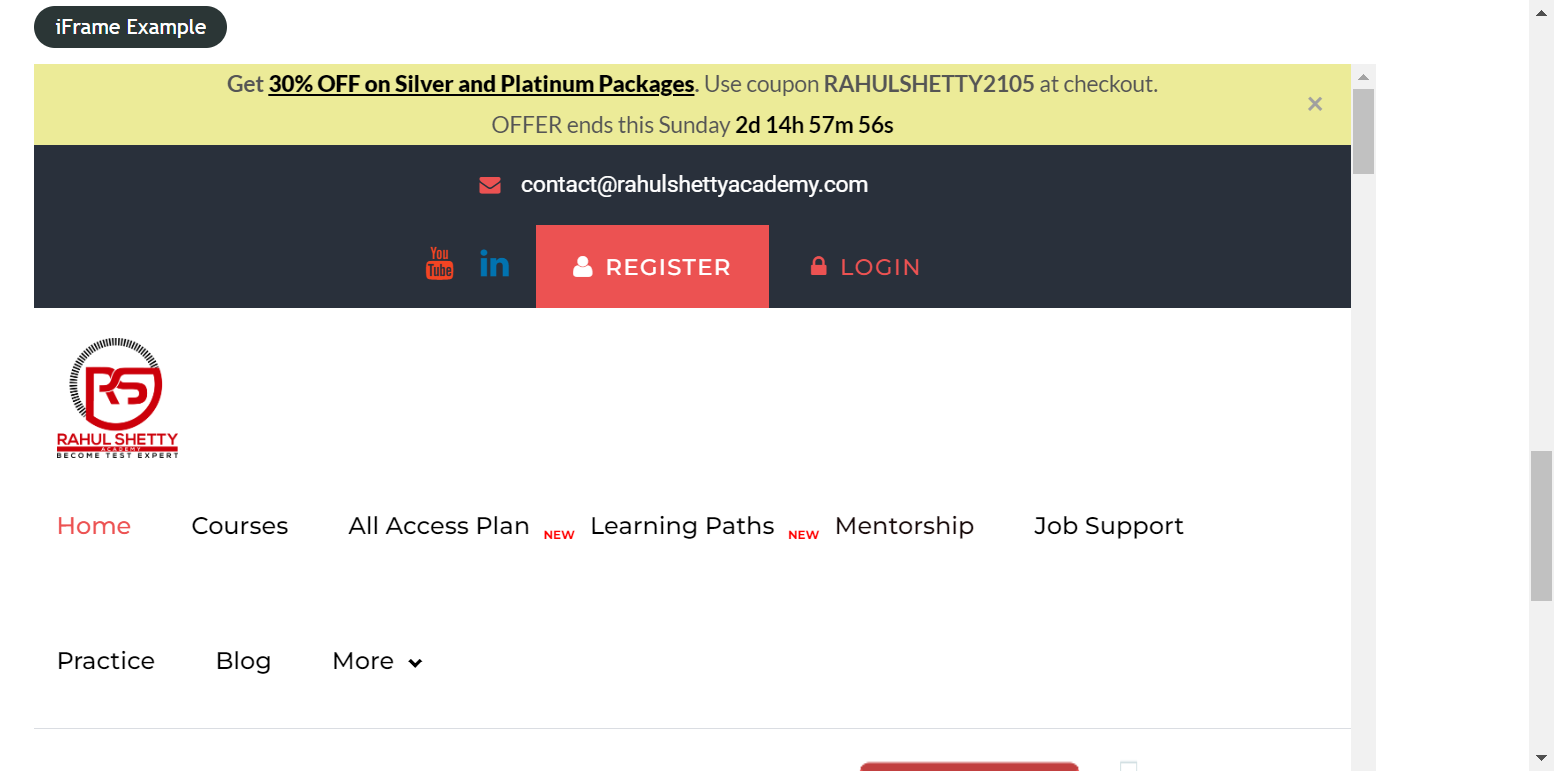 iFrame Example
Get 30% OFF on Silver and Platinum Packages. Use coupon RAHULSHETTY2105 at checkout.
OFFER ends this Sunday 2d 14h 57m 56s
×
contact@rahulshettyacademy.com
You Tube in REGISTER LOGIN
RS
RAHUL SHETTY
ACADEMY
BECOME TEST EXPERT
Home Courses All Access Plan NEW Learning Paths NEW Mentorship Job Support
Practice Blog More